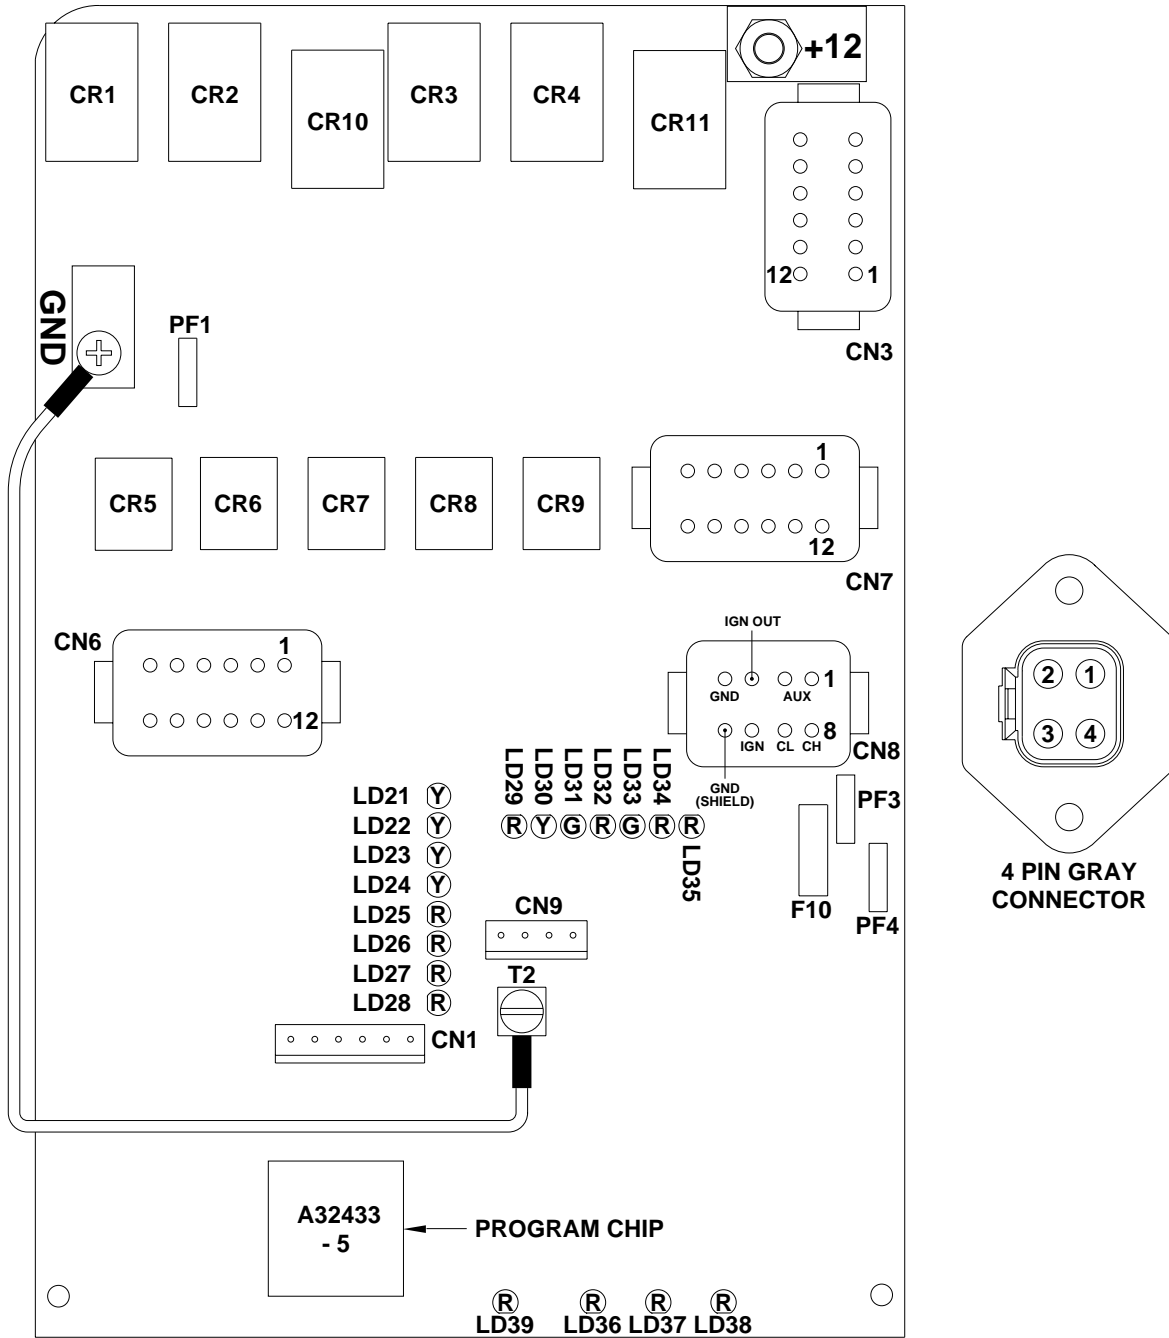 +12
CR1
CR2
CR10
CR3
CR4
CR11
12
1
CN3
GND
PF1
CR5
CR6
CR7
CR8
CR9
1
12
CN7
CN6
1
12
IGN OUT
GND
AUX
1
IGN
CL
CH
8
CN8
GND
(SHIELD)
2
1
3
4
4 PIN GRAY
CONNECTOR
LD29
LD30
LD31
LD32
LD33
LD34
R
Y
G
R
G
R
R
LD35
PF3
F10
PF4
LD21 Y
LD22 Y
LD23 Y
LD24 Y
LD25 R
LD26 R
LD27 R
LD28 R
CN9
T2
CN1
A32433
- 5
PROGRAM CHIP
R
R
R
R
LD39
LD36
LD37
LD38